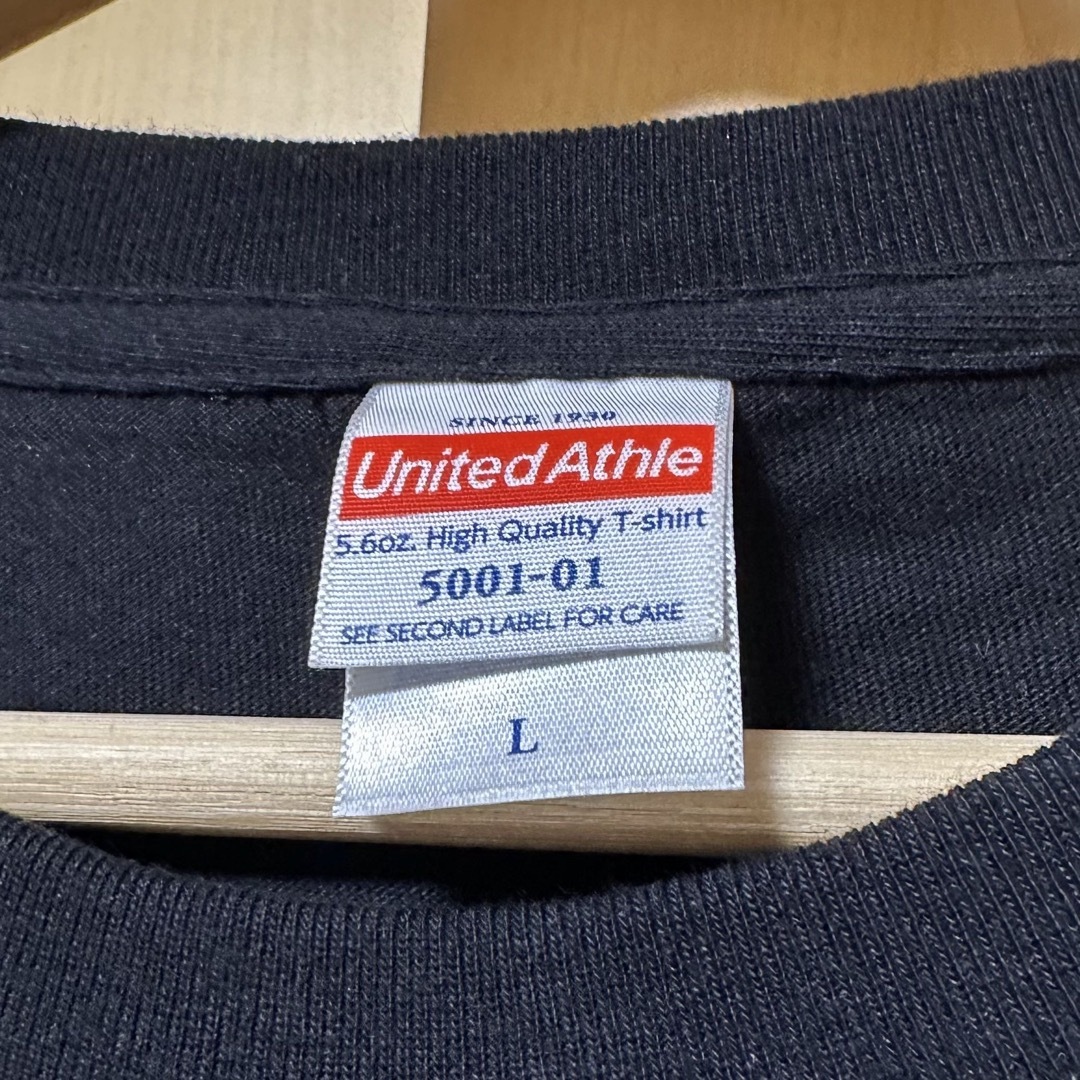 SINCE 1930
United Athle
5.6oz. High Quality T-shirt
5001-01
SEE SECOND LABEL FOR CARE
L